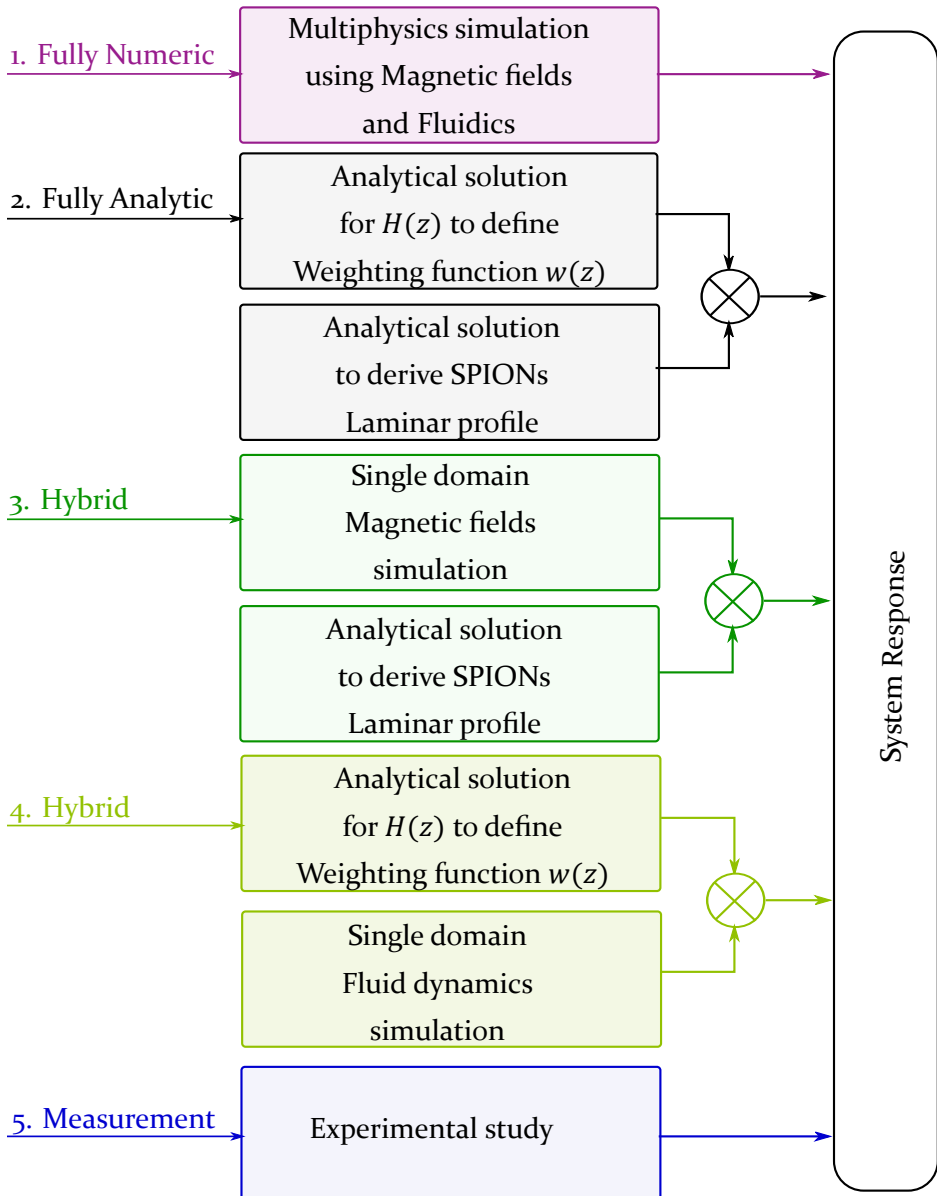 1. Fully Numeric
Multiphysics simulation
using Magnetic fields
and Fluidics
2. Fully Analytic
Analytical solution
for H(z) to define
Weighting function w(z)
Analytical solution
to derive SPIONs
Laminar profile
3. Hybrid
Single domain
Magnetic fields
simulation
Analytical solution
to derive SPIONs
Laminar profile
4. Hybrid
Analytical solution
for H(z) to define
Weighting function w(z)
Single domain
Fluid dynamics
simulation
5. Measurement
Experimental study
System Response